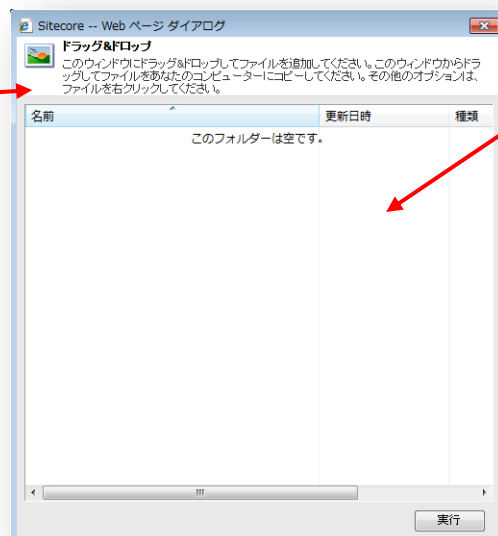 Sitecore -- Web ページ ダイアログ
ドラッグ&ドロップ
このウィンドウにドラッグ&ドロップしてファイルを追加してください。このウィンドウからドラ
ッグしてファイルをあなたのコンピューターにコピーしてください。その他のオプションは、
ファイルを右クリックしてください。
名前 更新日時 種類
このフォルダーは空です。
実行